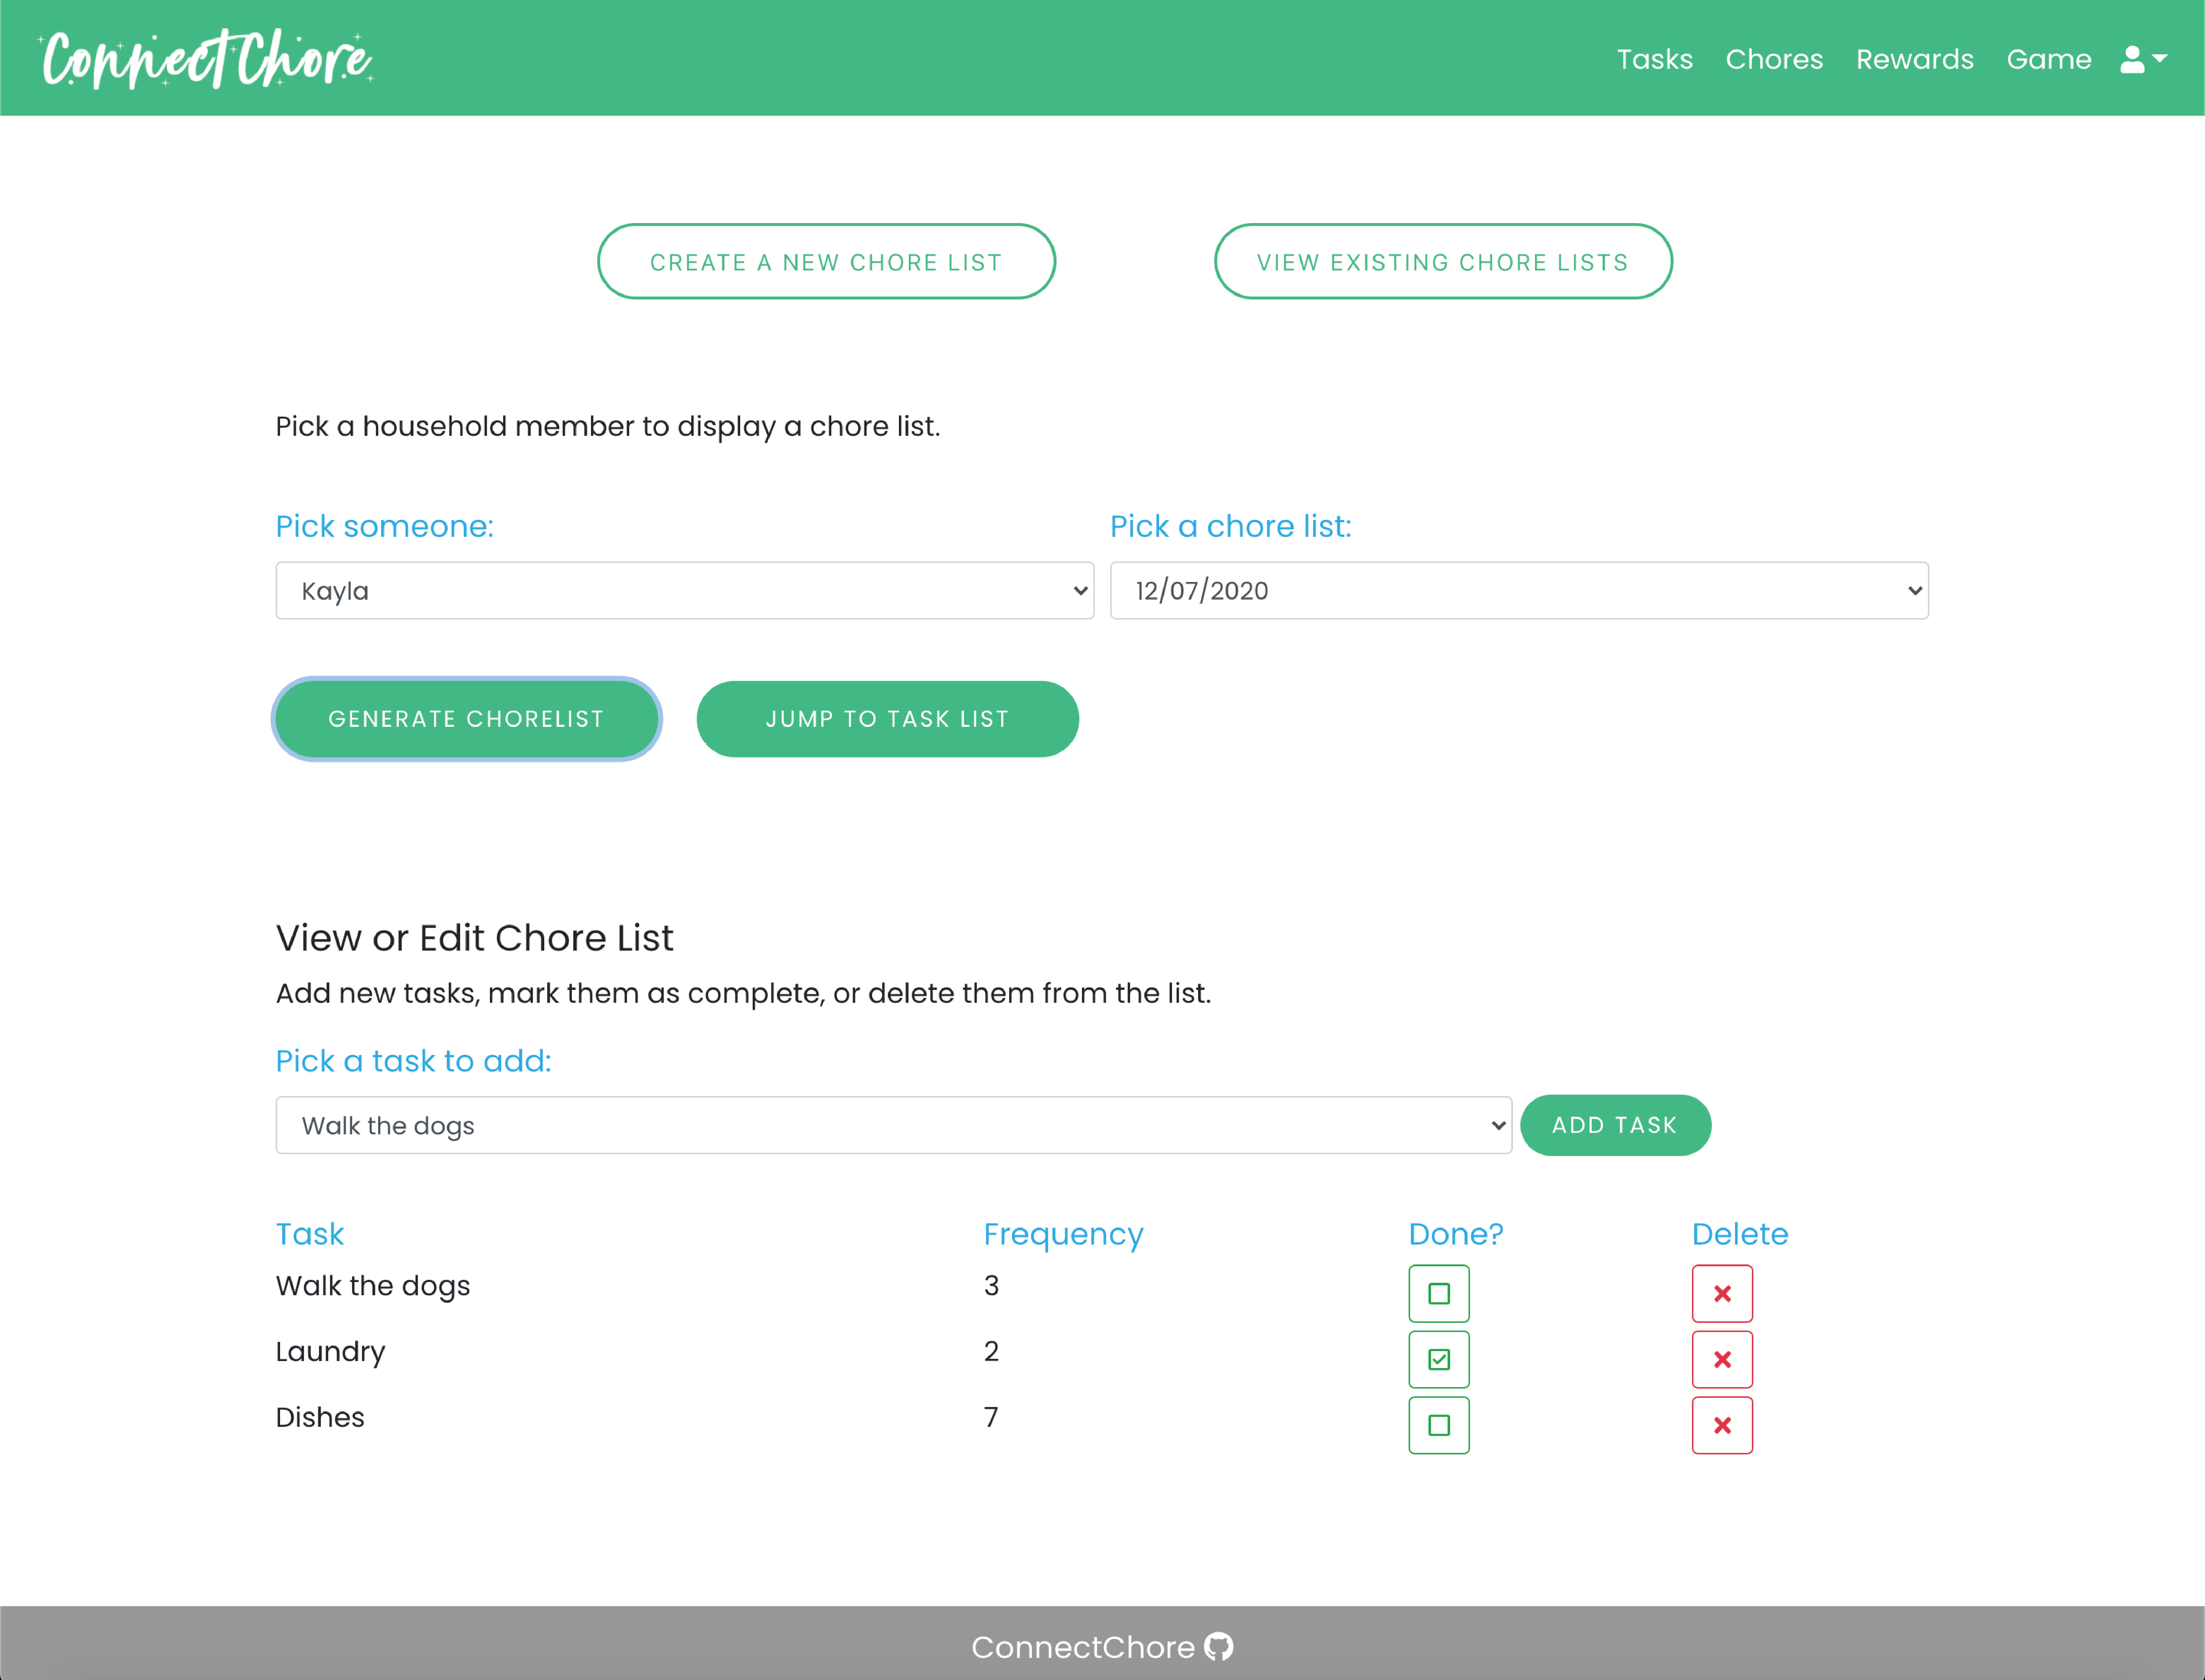 ConnectChore
Tasks Chores Rewards Game
CREATE A NEW CHORE LIST VIEW EXISTING CHORE LISTS
Pick a household member to display a chore list.
Pick someone: Pick a chore list:
Kayla 12/07/2020
GENERATE CHORELIST JUMP TO TASK LIST
View or Edit Chore List
Add new tasks, mark them as complete, or delete them from the list.
Pick a task to add:
Walk the dogs ADD TASK
Task Frequency Done? Delete
Walk the dogs 3
Laundry 2
Dishes 7
ConnectChore